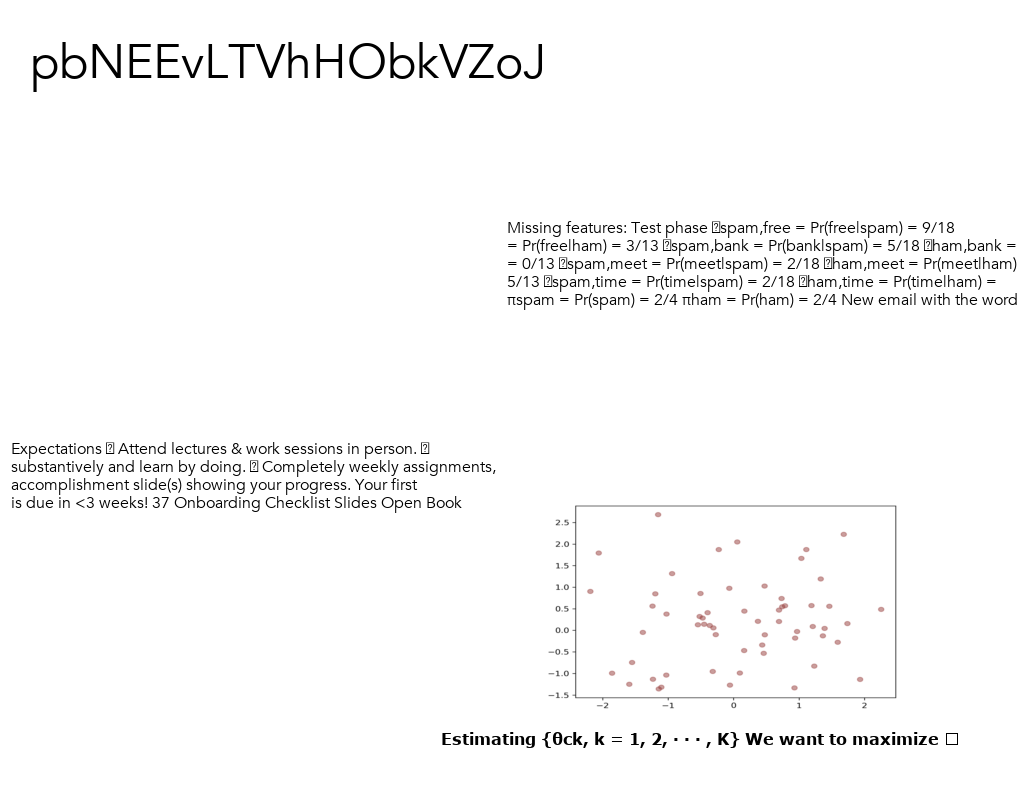 pbNEEvLTVhHObkVZoJ
Missing features: Test phase �spam,free = Pr(free|spam) = 9/18
= Pr(free|ham) = 3/13 �spam,bank = Pr(bank|spam) = 5/18 �ham,bank =
= 0/13 �spam,meet = Pr(meet|spam) = 2/18 �ham,meet = Pr(meet|ham)
5/13 �spam,time = Pr(time|spam) = 2/18 �ham,time = Pr(time|ham) =
πspam = Pr(spam) = 2/4 πham = Pr(ham) = 2/4 New email with the word
Expectations � Attend lectures & work sessions in person. �
substantively and learn by doing. � Completely weekly assignments,
accomplishment slide(s) showing your progress. Your first
is due in <3 weeks! 37 Onboarding Checklist Slides Open Book
2.5
2.0
1.5
1.0
0.5
0.0
−0.5
−1.0
−1.5
−2 −1 0 1 2
Estimating {θck, k = 1, 2, · · · , K} We want to maximize □